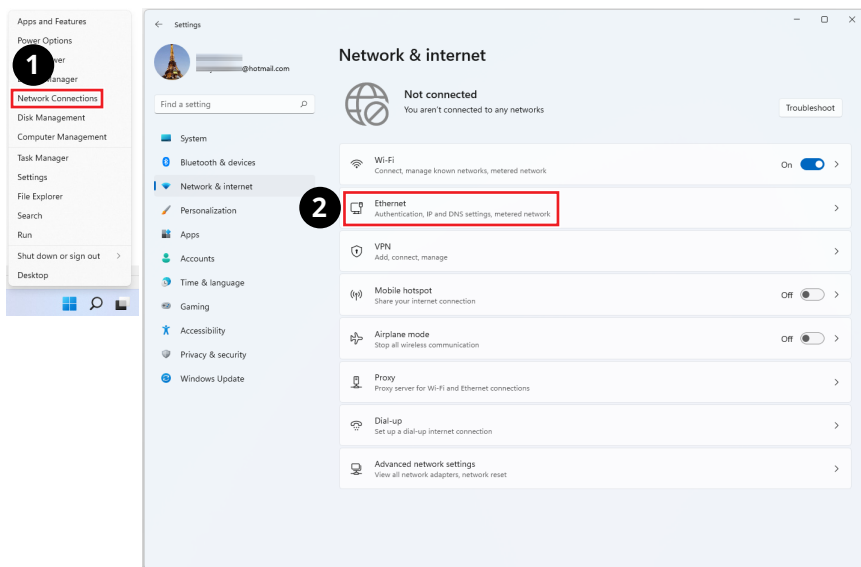 Apps and Features
Power Options
wer
anager
1
Network Connections
Disk Management
Computer Management
Task Manager
Settings
File Explorer
Search
Run
Shut down or sign out
Desktop
Settings
@hotmail.com
Find a setting
System
Bluetooth & devices
Network & internet
Personalization
Apps
Accounts
Time & language
Gaming
Accessibility
Privacy & security
Windows Update
Network & internet
Not connected
You aren't connected to any networks
Troubleshoot
Wi-Fi
Connect, manage known networks, metered network
On
2
Ethernet
Authentication, IP and DNS settings, metered network
VPN
Add, connect, manage
Mobile hotspot
Share your internet connection
Off
Airplane mode
Stop all wireless communication
Off
Proxy
Proxy server for Wi-Fi and Ethernet connections
Dial-up
Set up a dial-up internet connection
Advanced network settings
View all network adapters, network reset